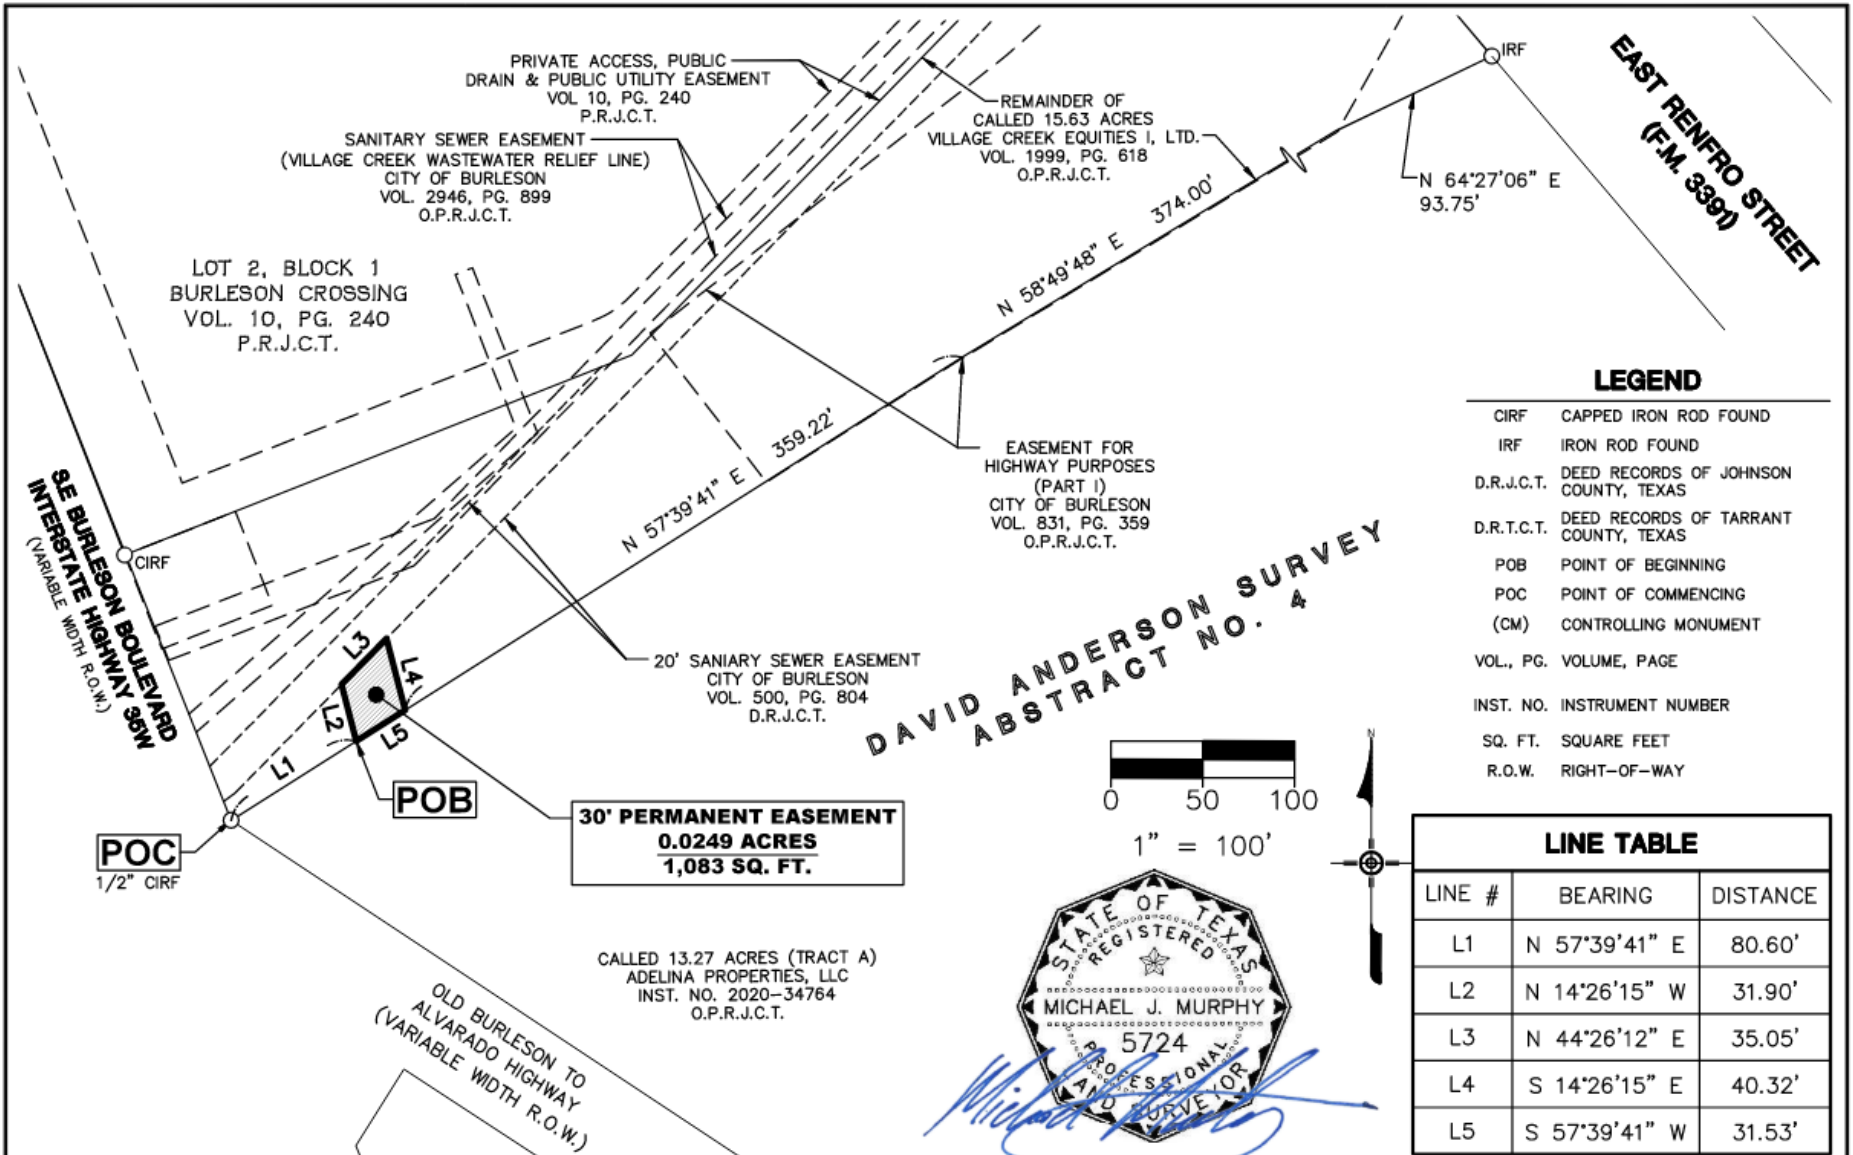 PRIVATE ACCESS, PUBLIC
DRAIN & PUBLIC UTILITY EASEMENT
VOL 10, PG. 240
P.R.J.C.T.
SANITARY SEWER EASEMENT
(VILLAGE CREEK WASTEWATER RELIEF LINE)
CITY OF BURLESON
VOL. 2946, PG. 899
O.P.R.J.C.T.
REMAINDER OF
CALLED 15.63 ACRES
VILLAGE CREEK EQUITIES I, LTD.
VOL. 1999, PG. 618
O.P.R.J.C.T.
IRF
EAST RENFRO STREET
(F.M. 3391)
N 64°27'06" E
93.75'
N 58°49'48" E 374.00'
LOT 2, BLOCK 1
BURLESON CROSSING
VOL. 10, PG. 240
P.R.J.C.T.
N 57°39'41" E 359.22'
EASEMENT FOR
HIGHWAY PURPOSES
(PART I)
CITY OF BURLESON
VOL. 831, PG. 359
O.P.R.J.C.T.
S.E BURLESON BOULEVARD
INTERSTATE HIGHWAY 35W
(VARIABLE WIDTH R.O.W.)
CIRF
20' SANIARY SEWER EASEMENT
CITY OF BURLESON
VOL. 500, PG. 804
D.R.J.C.T.
DAVID ANDERSON SURVEY
ABSTRACT NO. 4
L3
L4
L2
L5
L1
POB
POC
1/2" CIRF
30' PERMANENT EASEMENT
0.0249 ACRES
1,083 SQ. FT.
CALLED 13.27 ACRES (TRACT A)
ADELINA PROPERTIES, LLC
INST. NO. 2020-34764
O.P.R.J.C.T.
OLD BURLESON TO
ALVARADO HIGHWAY
(VARIABLE WIDTH R.O.W.)
0 50 100
1" = 100'
N
STATE OF TEXAS
REGISTERED
MICHAEL J. MURPHY
5724
PROFESSIONAL
LAND SURVEYOR
LEGEND
CIRF CAPPED IRON ROD FOUND
IRF IRON ROD FOUND
D.R.J.C.T. DEED RECORDS OF JOHNSON
COUNTY, TEXAS
D.R.T.C.T. DEED RECORDS OF TARRANT
COUNTY, TEXAS
POB POINT OF BEGINNING
POC POINT OF COMMENCING
(CM) CONTROLLING MONUMENT
VOL., PG. VOLUME, PAGE
INST. NO. INSTRUMENT NUMBER
SQ. FT. SQUARE FEET
R.O.W. RIGHT-OF-WAY
LINE TABLE
LINE # BEARING DISTANCE
L1 N 57°39'41" E 80.60'
L2 N 14°26'15" W 31.90'
L3 N 44°26'12" E 35.05'
L4 S 14°26'15" E 40.32'
L5 S 57°39'41" W 31.53'